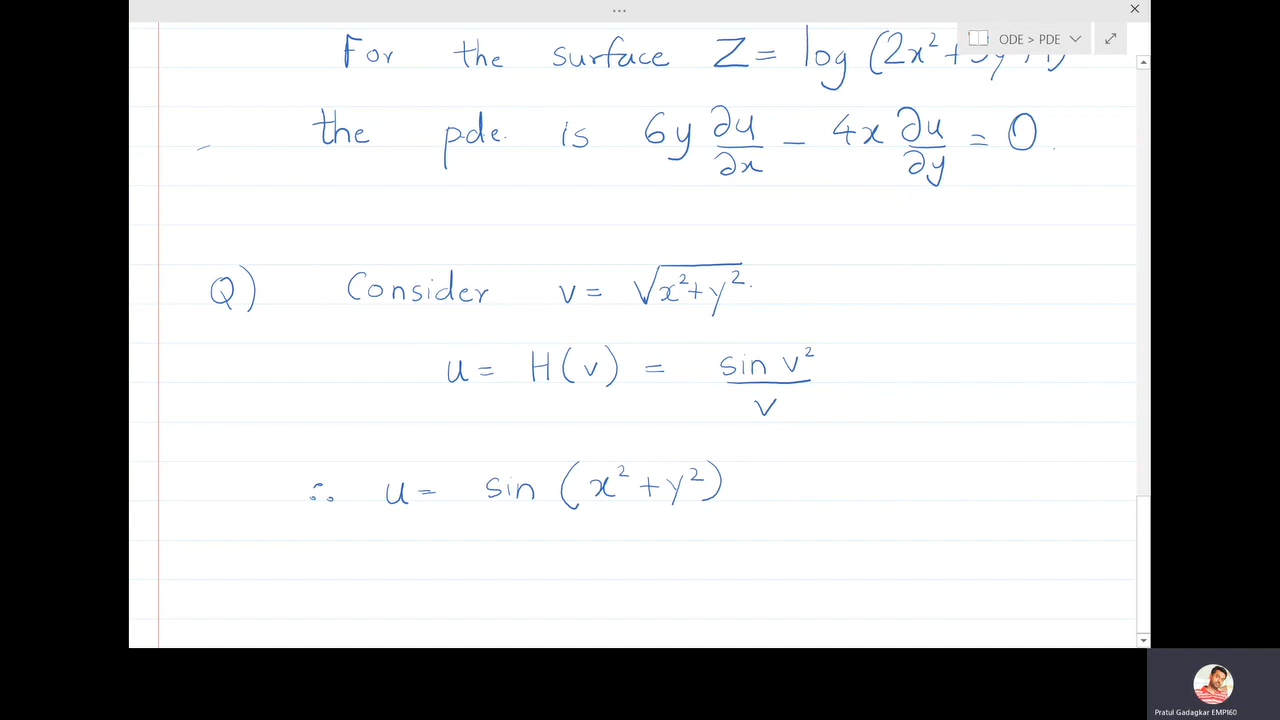 ODE > PDE
For the surface Z = log (2x² +
the pde. is 6y ∂u/∂x − 4x ∂u/∂y = 0.
Q) Consider v = √x²+y².
u = H(v) = sin v²/v
∴ u = sin (x² + y²)
Pratul Gadagkar EMP160